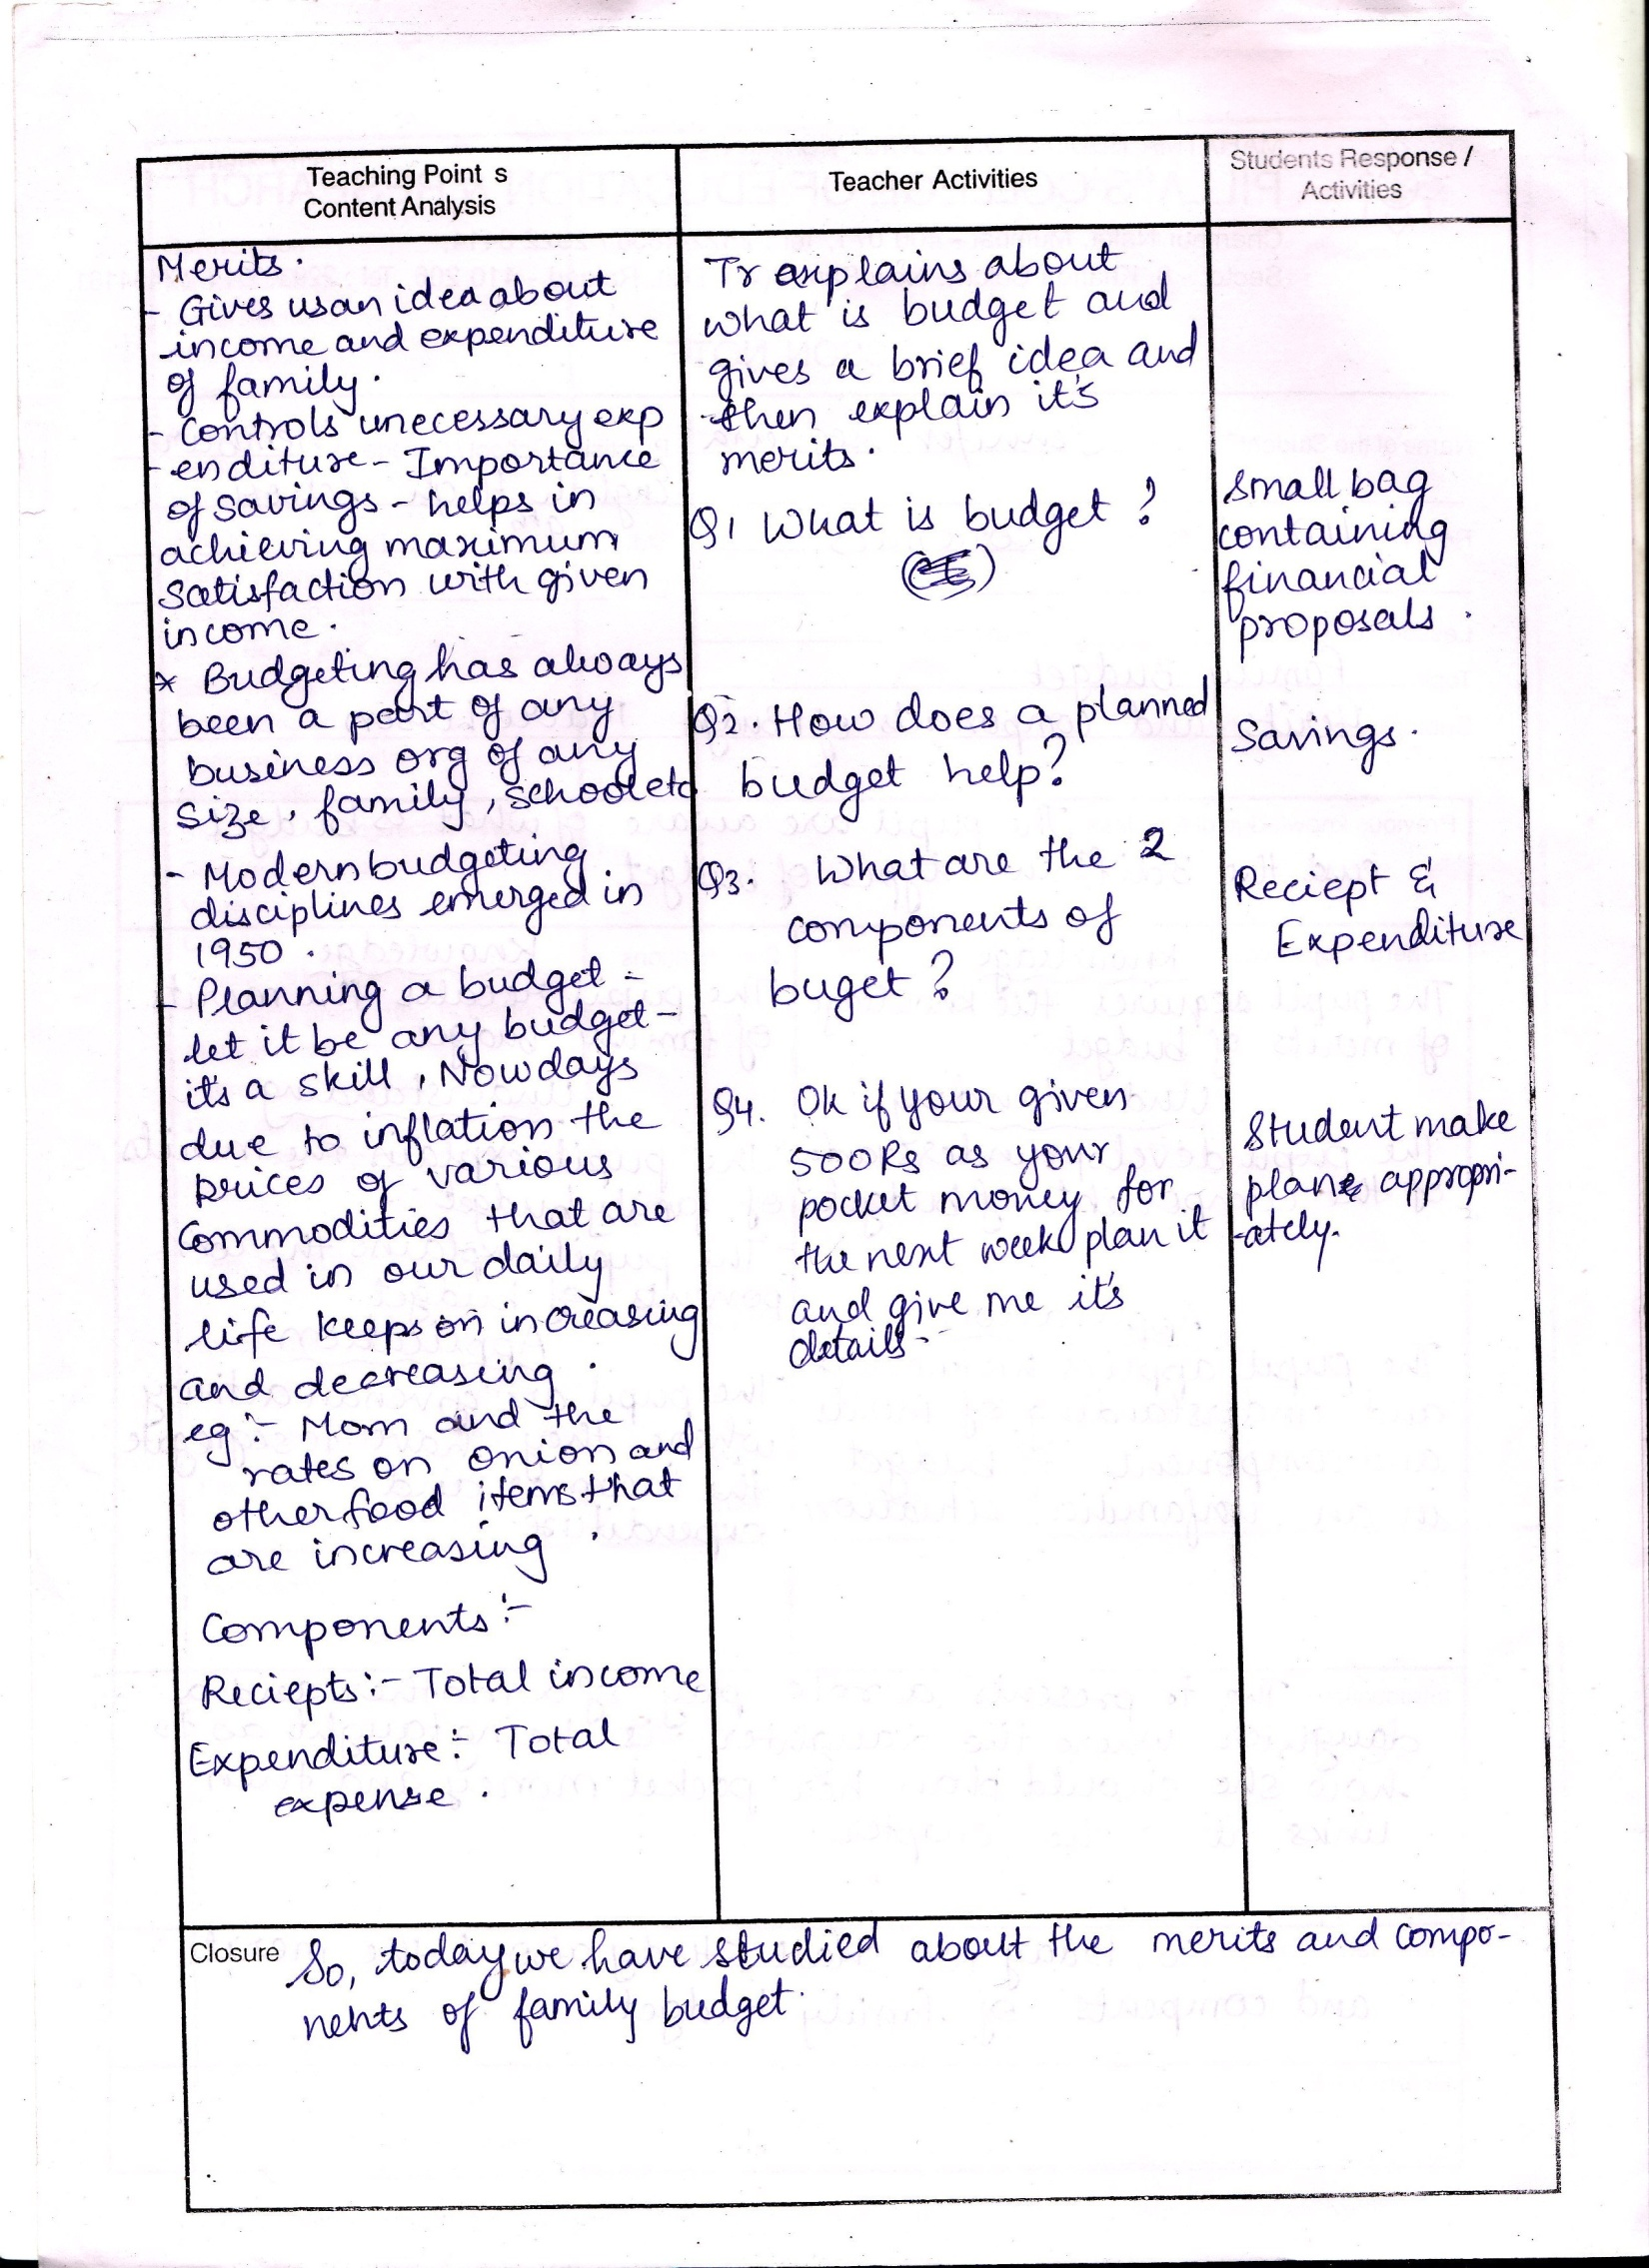 Teaching Point s
Content Analysis
Teacher Activities
Students Response /
Activities
Merits.
- Gives us an idea about
income and expenditure
of family.
- Controls unecessary exp
- enditure - Importance
of savings - helps in
achieving maximum
satisfaction with given
income.
* Budgeting has always
been a part of any
business org of any
size, family, school etc
- Modern budgeting
disciplines emerged in
1950.
- Planning a budget -
let it be any budget -
it's a skill, Nowdays
due to inflation the
prices of various
commodities that are
used in our daily
life keeps on increasing
and decreasing.
eg:- Mom and the
rates on onion and
other food items that
are increasing.
Components:-
Reciepts:- Total income
Expenditure:- Total
expense.
Tr explains about
what is budget and
gives a brief idea and
then explain it's
merits.
Q1 What is budget?
Q2. How does a planned
budget help?
Q3. What are the 2
components of
buget?
Q4. Ok if your given
500Rs as your
pocket money for
the next week plan it
and give me it's
details-
Small bag
containing
financial
proposals.
Savings.
Reciept &
Expenditure
Student make
plan appropri-
-ately.
Closure So, today we have studied about the merits and compo-
nents of family budget.